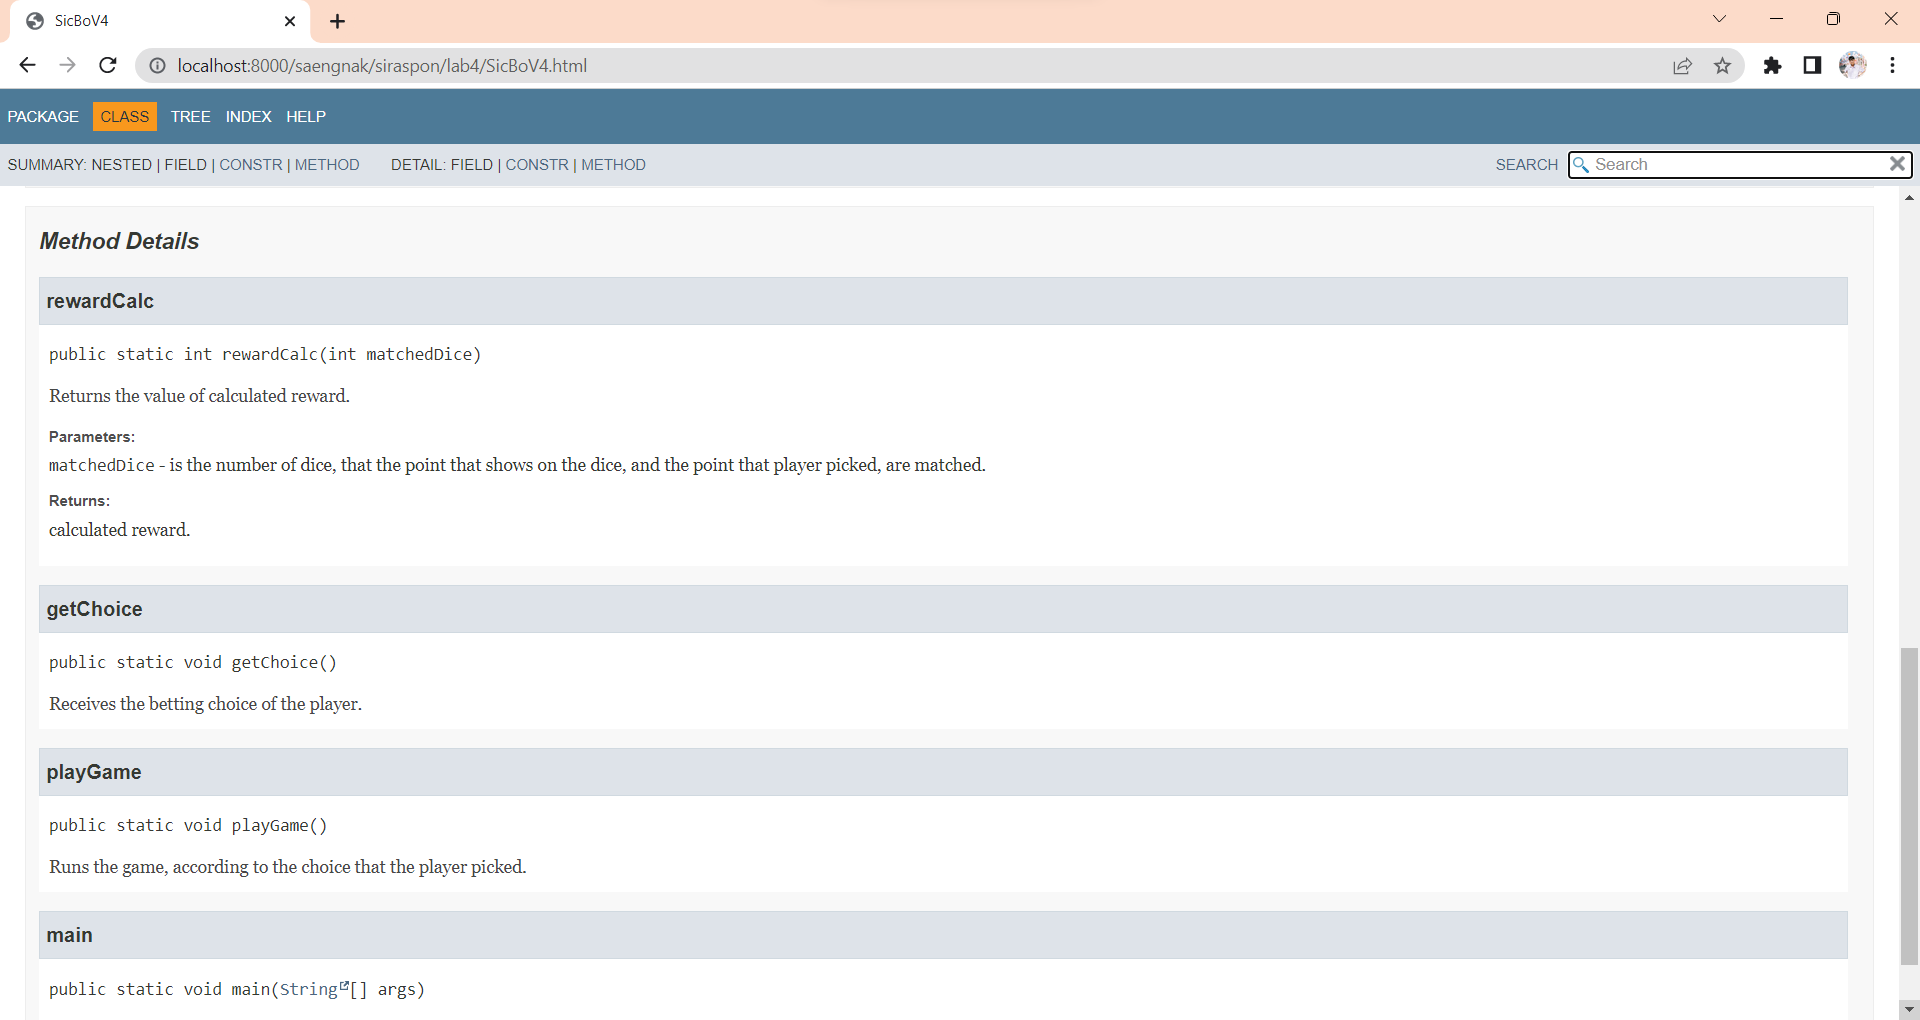 SicBoV4
localhost:8000/saengnak/siraspon/lab4/SicBoV4.html
PACKAGE CLASS TREE INDEX HELP
SUMMARY: NESTED | FIELD | CONSTR | METHOD DETAIL: FIELD | CONSTR | METHOD SEARCH Search
Method Details
rewardCalc
public static int rewardCalc(int matchedDice)
Returns the value of calculated reward.
Parameters:
matchedDice - is the number of dice, that the point that shows on the dice, and the point that player picked, are matched.
Returns:
calculated reward.
getChoice
public static void getChoice()
Receives the betting choice of the player.
playGame
public static void playGame()
Runs the game, according to the choice that the player picked.
main
public static void main(String[] args)